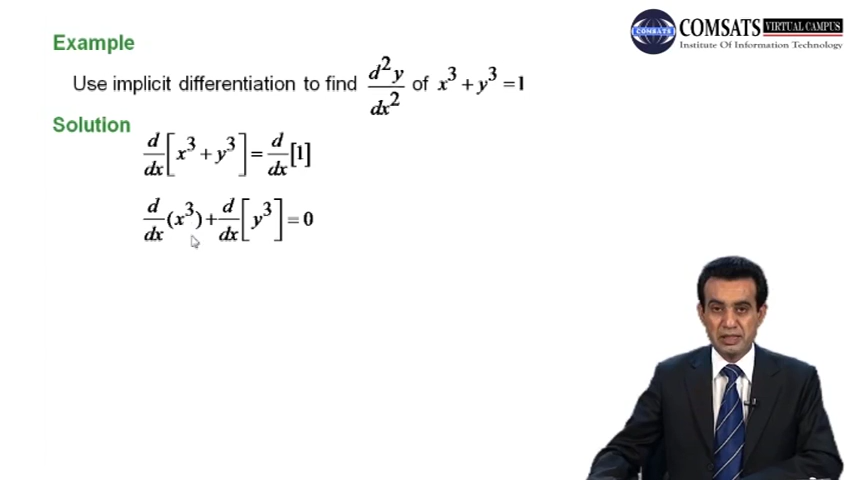 Example
COMSATS VIRTUAL CAMPUS
COMSATS
Institute Of Information Technology
Use implicit differentiation to find d²y/dx² of x³ + y³ = 1
Solution
d/dx[x³ + y³] = d/dx[1]
d/dx(x³) + d/dx[y³] = 0